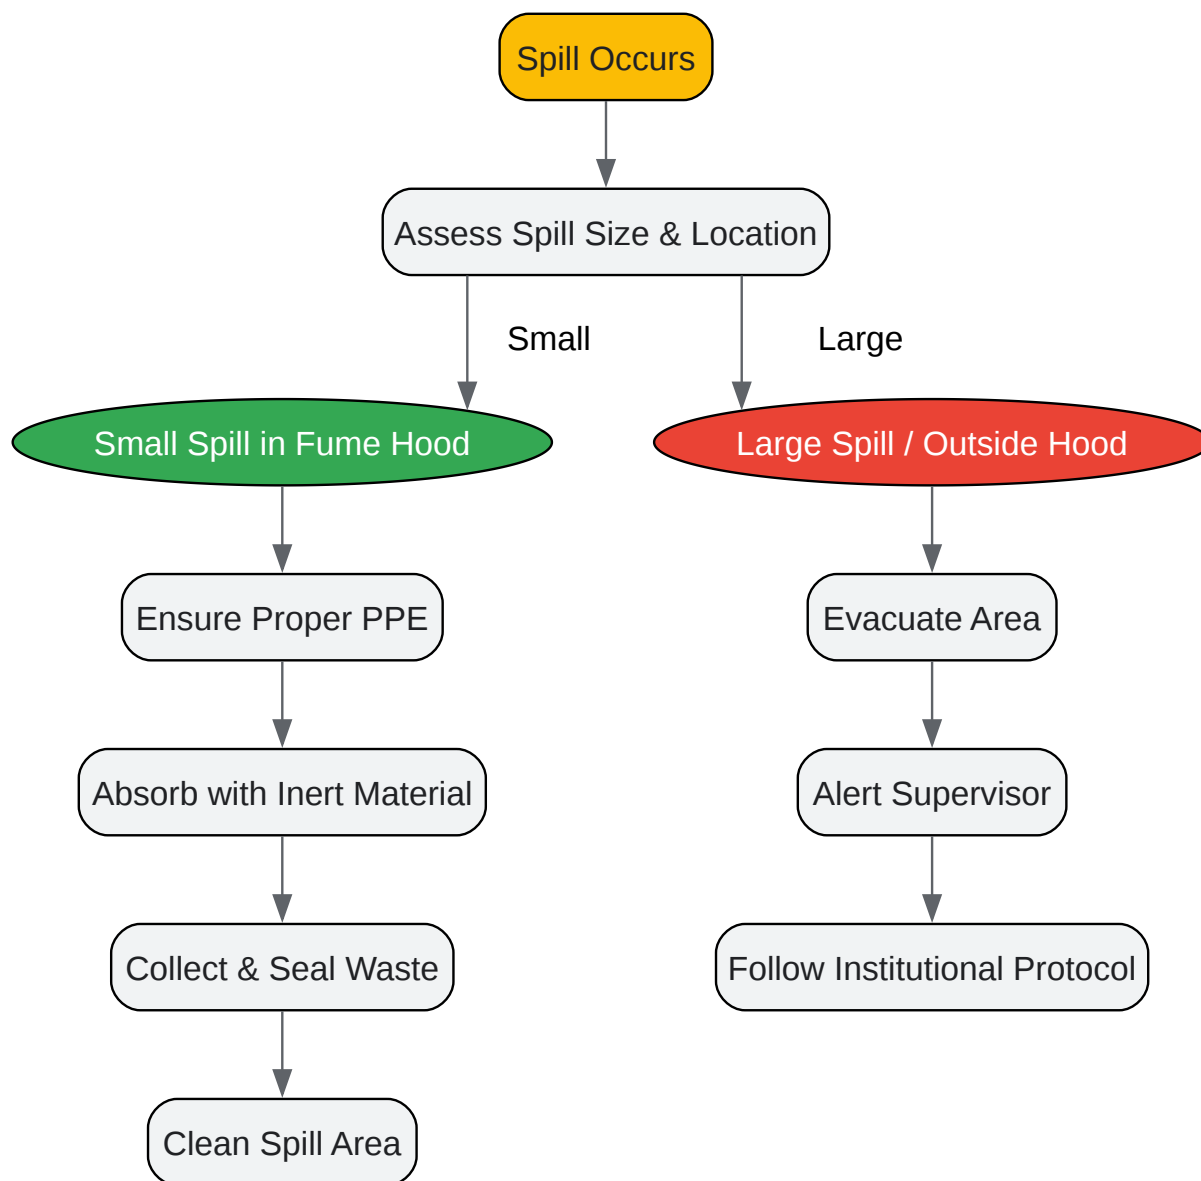 Spill Occurs
Assess Spill Size & Location
Small
Large
Small Spill in Fume Hood
Large Spill / Outside Hood
Ensure Proper PPE
Evacuate Area
Absorb with Inert Material
Alert Supervisor
Collect & Seal Waste
Follow Institutional Protocol
Clean Spill Area